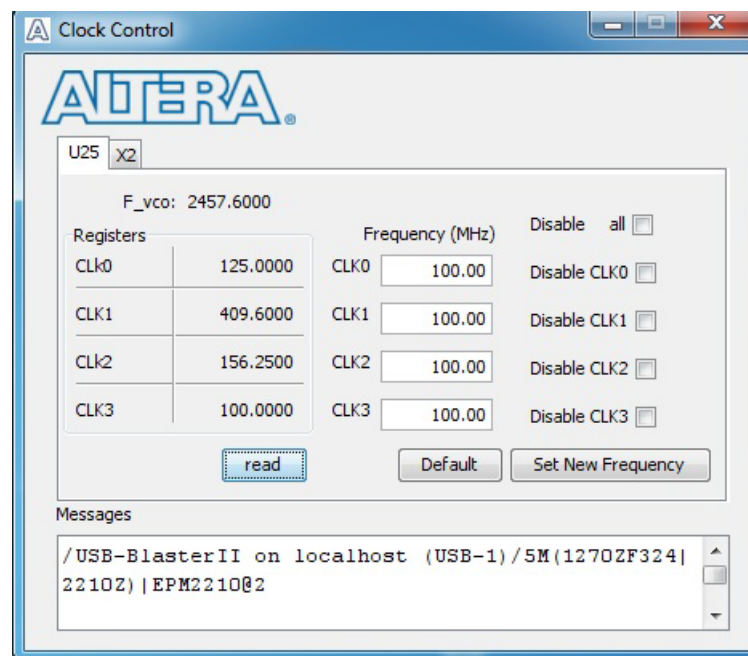 Clock Control
ALTERA®
U25 X2
F_vco: 2457.6000
Registers Frequency (MHz) Disable all
CLk0 125.0000 CLK0 100.00 Disable CLK0
CLK1 409.6000 CLK1 100.00 Disable CLK1
CLk2 156.2500 CLK2 100.00 Disable CLK2
CLK3 100.0000 CLK3 100.00 Disable CLK3
read Default Set New Frequency
Messages
/USB-BlasterII on localhost (USB-1)/5M(1270ZF324|
2210Z)|EPM2210@2